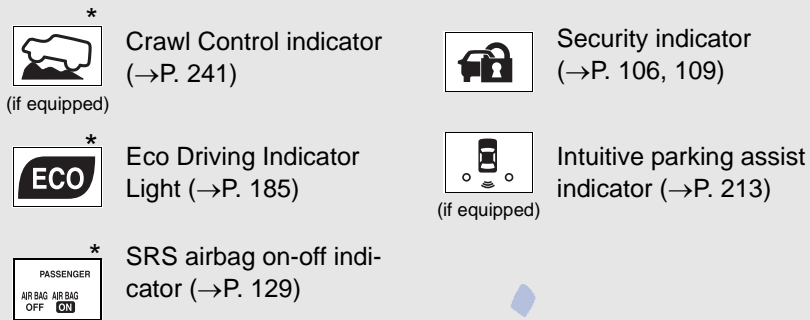 *
Crawl Control indicator
(→P. 241)
(if equipped)
*
ECO
Eco Driving Indicator
Light (→P. 185)
*
PASSENGER
AIR BAG AIR BAG
OFF ON
SRS airbag on-off indi-
cator (→P. 129)
Security indicator
(→P. 106, 109)
Intuitive parking assist
indicator (→P. 213)
(if equipped)